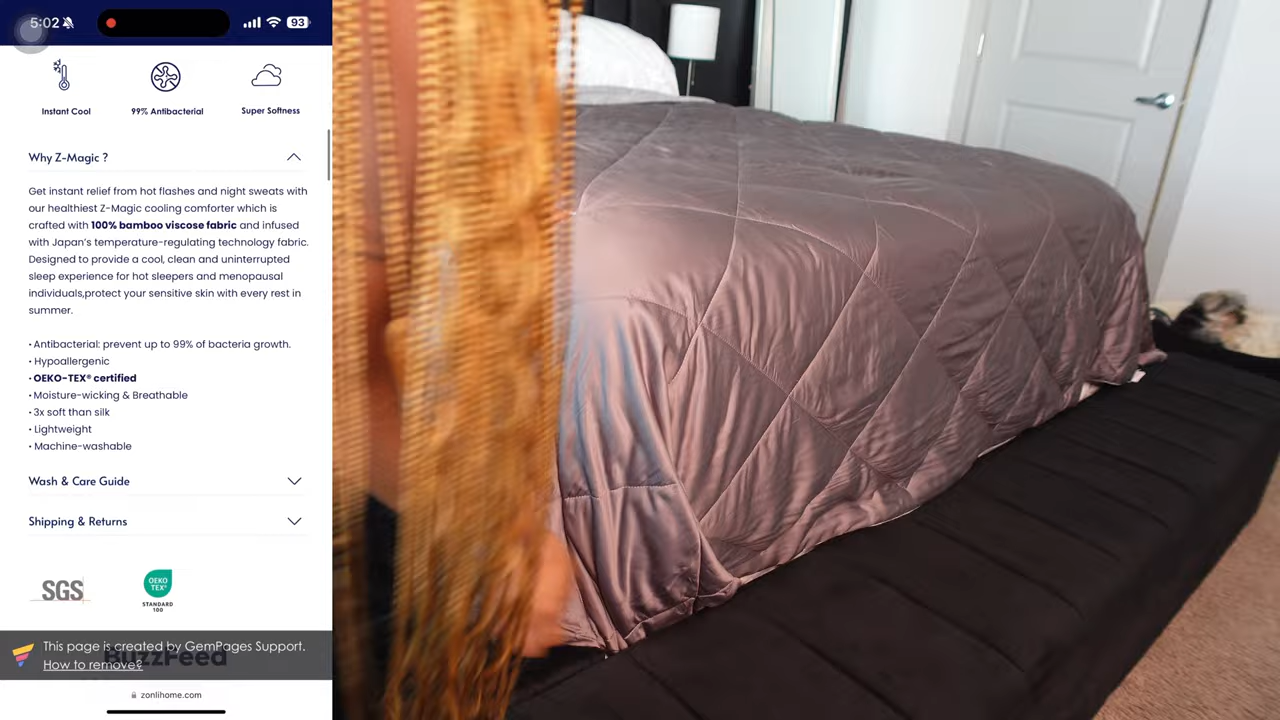 5:02
93
Instant Cool
99% Antibacterial
Super Softness
Why Z-Magic ?
Get instant relief from hot flashes and night sweats with
our healthiest Z-Magic cooling comforter which is
crafted with 100% bamboo viscose fabric and infused
with Japan's temperature-regulating technology fabric.
Designed to provide a cool, clean and uninterrupted
sleep experience for hot sleepers and menopausal
individuals,protect your sensitive skin with every rest in
summer.
• Antibacterial: prevent up to 99% of bacteria growth.
• Hypoallergenic
• OEKO-TEX® certified
• Moisture-wicking & Breathable
• 3x soft than silk
• Lightweight
• Machine-washable
Wash & Care Guide
Shipping & Returns
SGS
OEKO
TEX®
STANDARD
100
This page is created by GemPages Support.
BuzzFeed
How to remove?
zonlihome.com